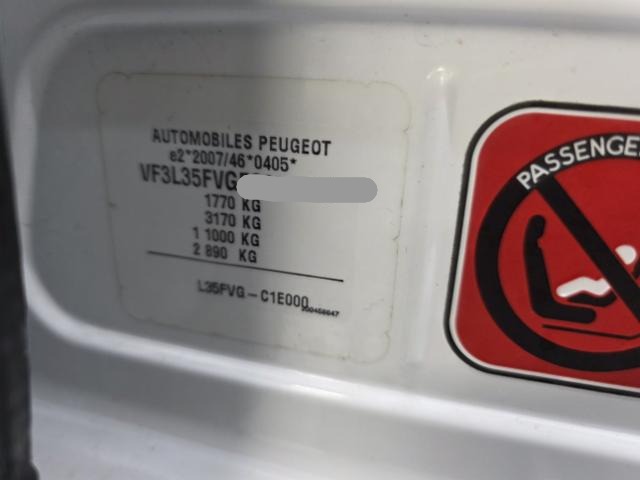 AUTOMOBILES PEUGEOT
e2*2007/46*0405*
VF3L35FVG
1770 KG
3170 KG
1 1000 KG
2 890 KG
L35FVG - C1E000